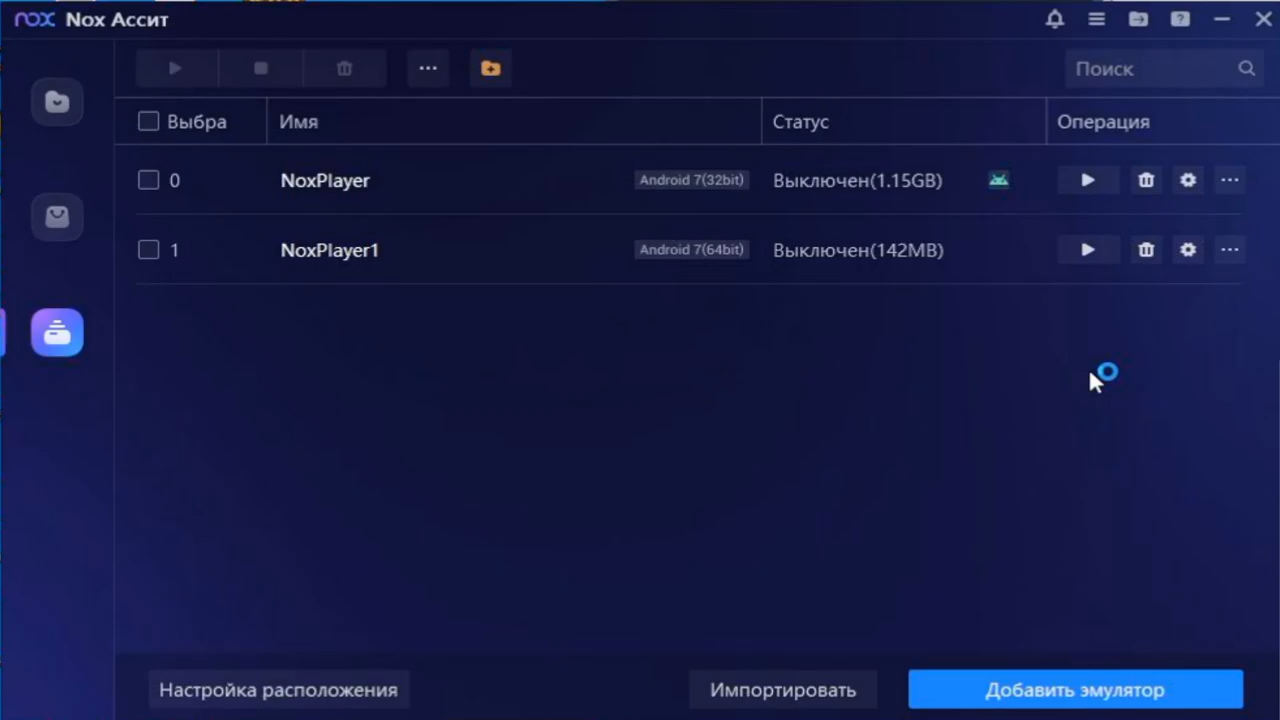 nox Nox Ассит
Поиск
Выбра Имя Статус Операция
0 NoxPlayer Android 7(32bit) Выключен(1.15GB)
1 NoxPlayer1 Android 7(64bit) Выключен(142MB)
Настройка расположения Импортировать Добавить эмулятор